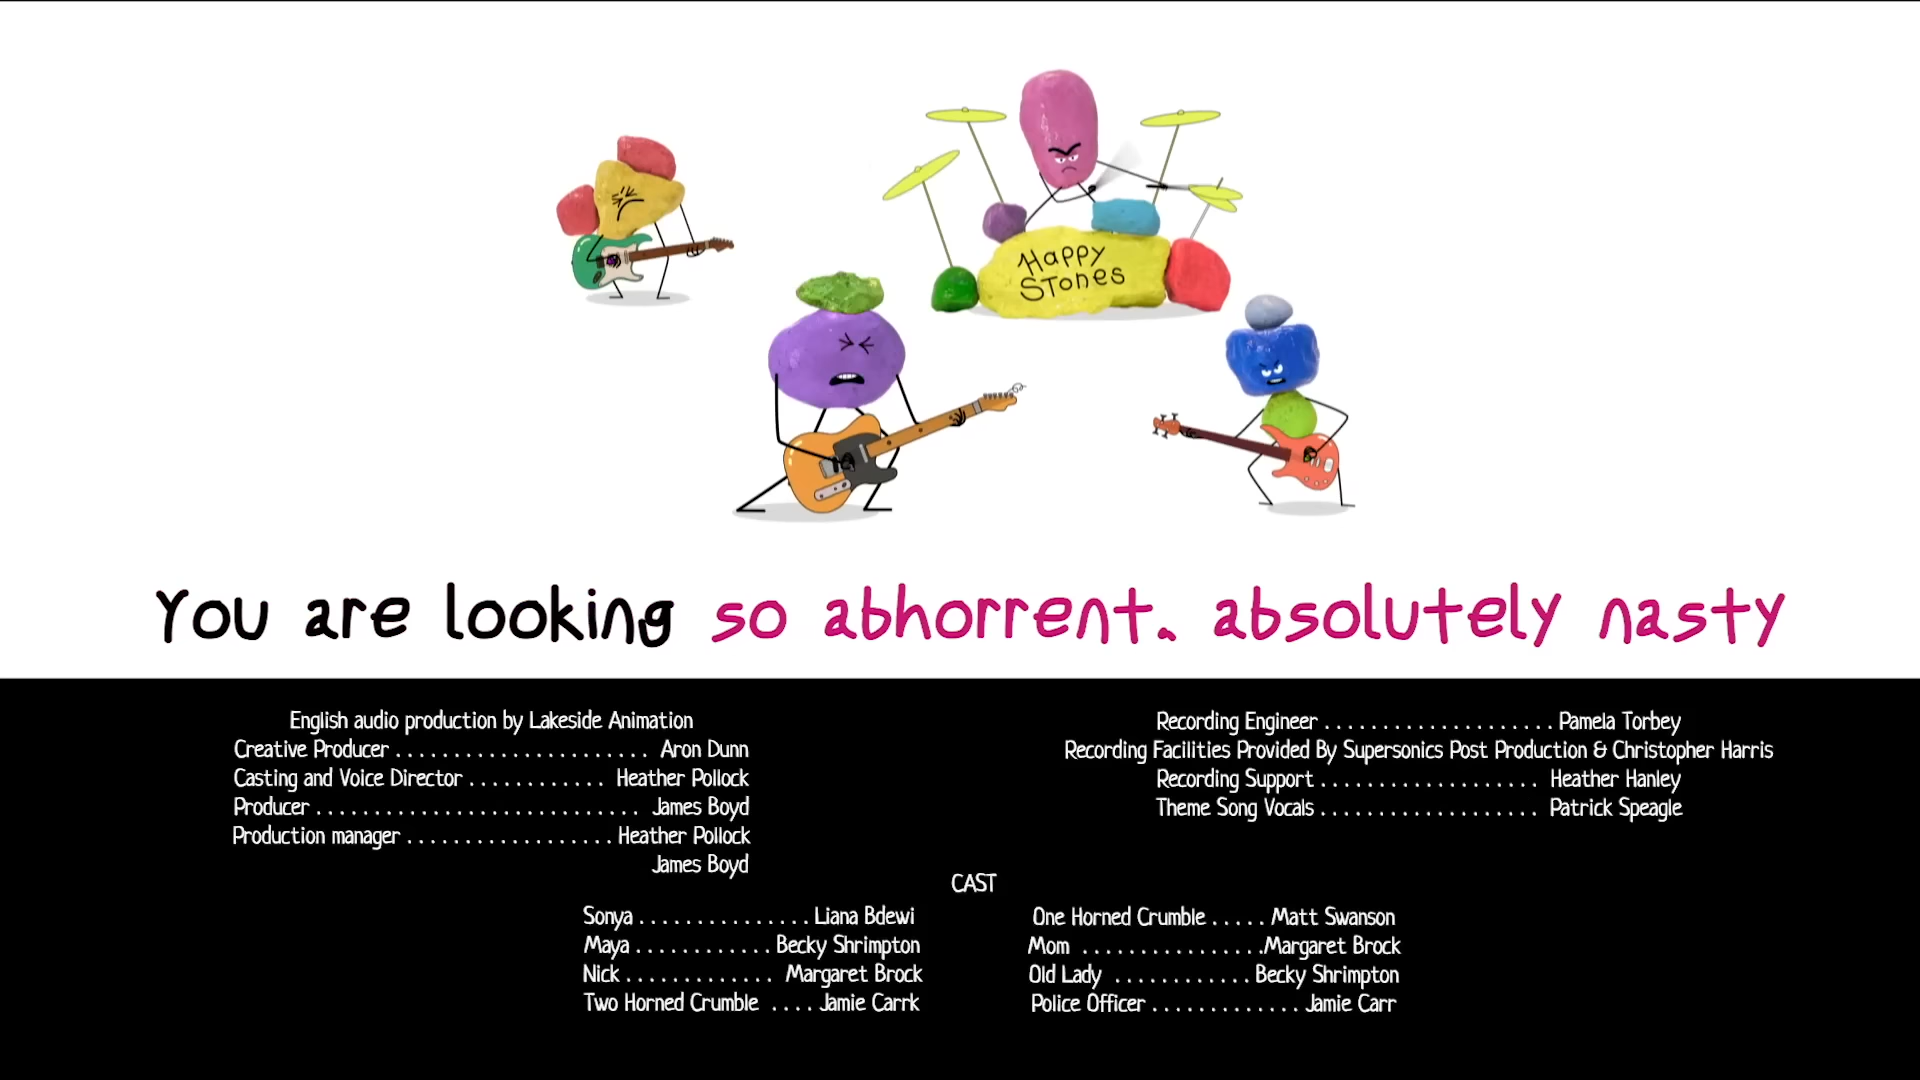 Happy
Stones
You are looking so abhorrent. absolutely nasty
English audio production by Lakeside Animation
Creative Producer . . . . . . . . . . . . . . . . . . . . . . Aron Dunn
Casting and Voice Director . . . . . . . . . . . . Heather Pollock
Producer . . . . . . . . . . . . . . . . . . . . . . . . . . . . James Boyd
Production manager . . . . . . . . . . . . . . . . . . Heather Pollock
James Boyd
Recording Engineer . . . . . . . . . . . . . . . . . . . . Pamela Torbey
Recording Facilities Provided By Supersonics Post Production & Christopher Harris
Recording Support . . . . . . . . . . . . . . . . . . . Heather Hanley
Theme Song Vocals . . . . . . . . . . . . . . . . . . . Patrick Speagle
CAST
Sonya . . . . . . . . . . . . . . . Liana Bdewi
Maya . . . . . . . . . . . . Becky Shrimpton
Nick . . . . . . . . . . . . . Margaret Brock
Two Horned Crumble . . . . Jamie Carrk
One Horned Crumble . . . . . Matt Swanson
Mom . . . . . . . . . . . . . . . .Margaret Brock
Old Lady . . . . . . . . . . . . Becky Shrimpton
Police Officer . . . . . . . . . . . . . Jamie Carr